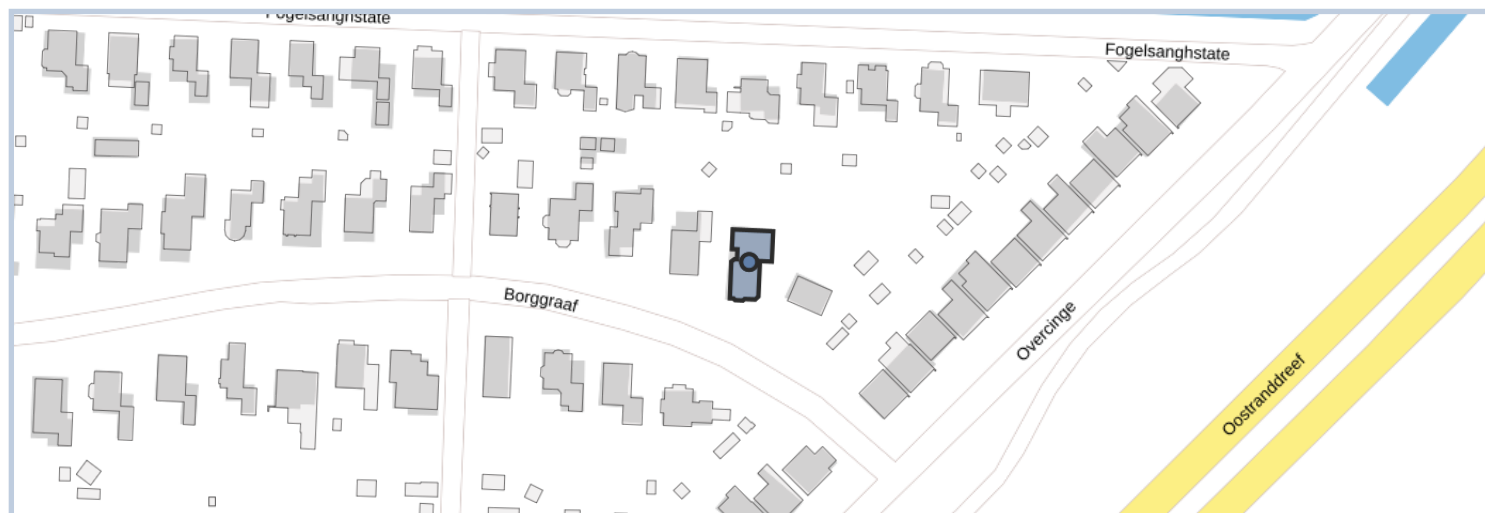 Fogelsanghstate
Fogelsanghstate
Borggraaf
Overcinge
Oostranddreef